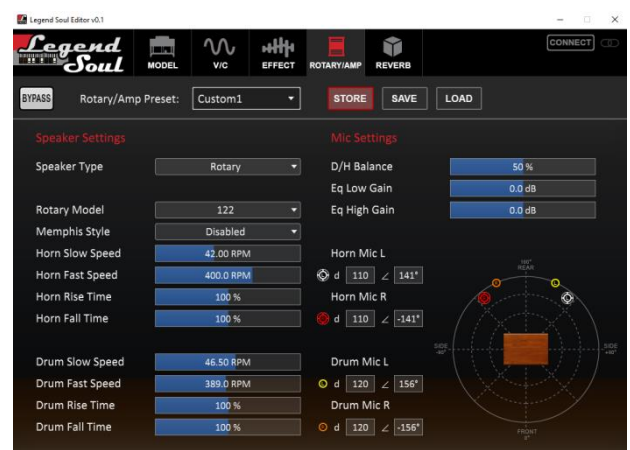 Legend Soul Editor v0.1
Legend Soul
MODEL V/C EFFECT ROTARY/AMP REVERB
CONNECT
BYPASS Rotary/Amp Preset: Custom1 STORE SAVE LOAD
Speaker Settings
Speaker Type Rotary
Rotary Model 122
Memphis Style Disabled
Horn Slow Speed 42.00 RPM
Horn Fast Speed 400.0 RPM
Horn Rise Time 100 %
Horn Fall Time 100 %
Drum Slow Speed 46.50 RPM
Drum Fast Speed 389.0 RPM
Drum Rise Time 100 %
Drum Fall Time 100 %
Mic Settings
D/H Balance 50 %
Eq Low Gain 0.0 dB
Eq High Gain 0.0 dB
Horn Mic L
d 110 ∠ 141°
Horn Mic R
d 110 ∠ -141°
Drum Mic L
d 120 ∠ 156°
Drum Mic R
d 120 ∠ -156°
180°
REAR
SIDE
SIDE
FRONT
0°